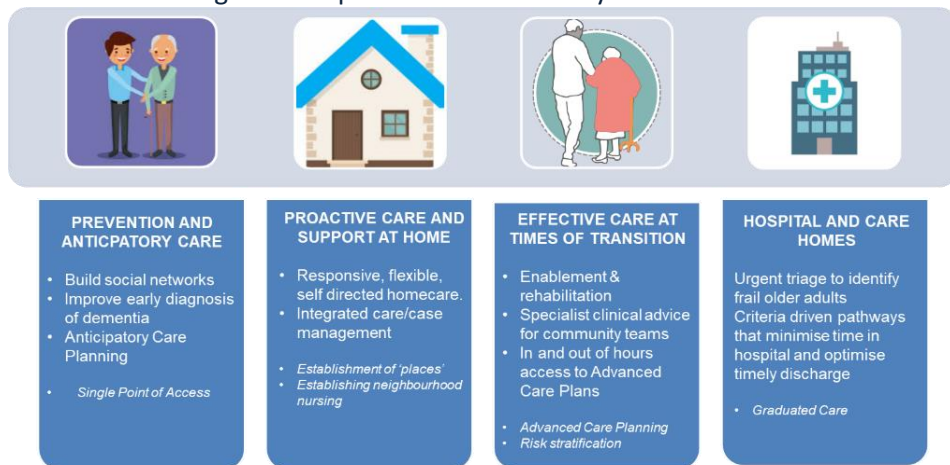 PREVENTION AND
ANTICPATORY CARE
• Build social networks
• Improve early diagnosis
of dementia
• Anticipatory Care
Planning
• Single Point of Access
PROACTIVE CARE AND
SUPPORT AT HOME
• Responsive, flexible,
self directed homecare.
• Integrated care/case
management
• Establishment of 'places'
• Establishing neighbourhood
nursing
EFFECTIVE CARE AT
TIMES OF TRANSITION
• Enablement &
rehabilitation
• Specialist clinical advice
for community teams
• In and out of hours
access to Advanced
Care Plans
• Advanced Care Planning
• Risk stratification
HOSPITAL AND CARE
HOMES
Urgent triage to identify
frail older adults
Criteria driven pathways
that minimise time in
hospital and optimise
timely discharge
• Graduated Care